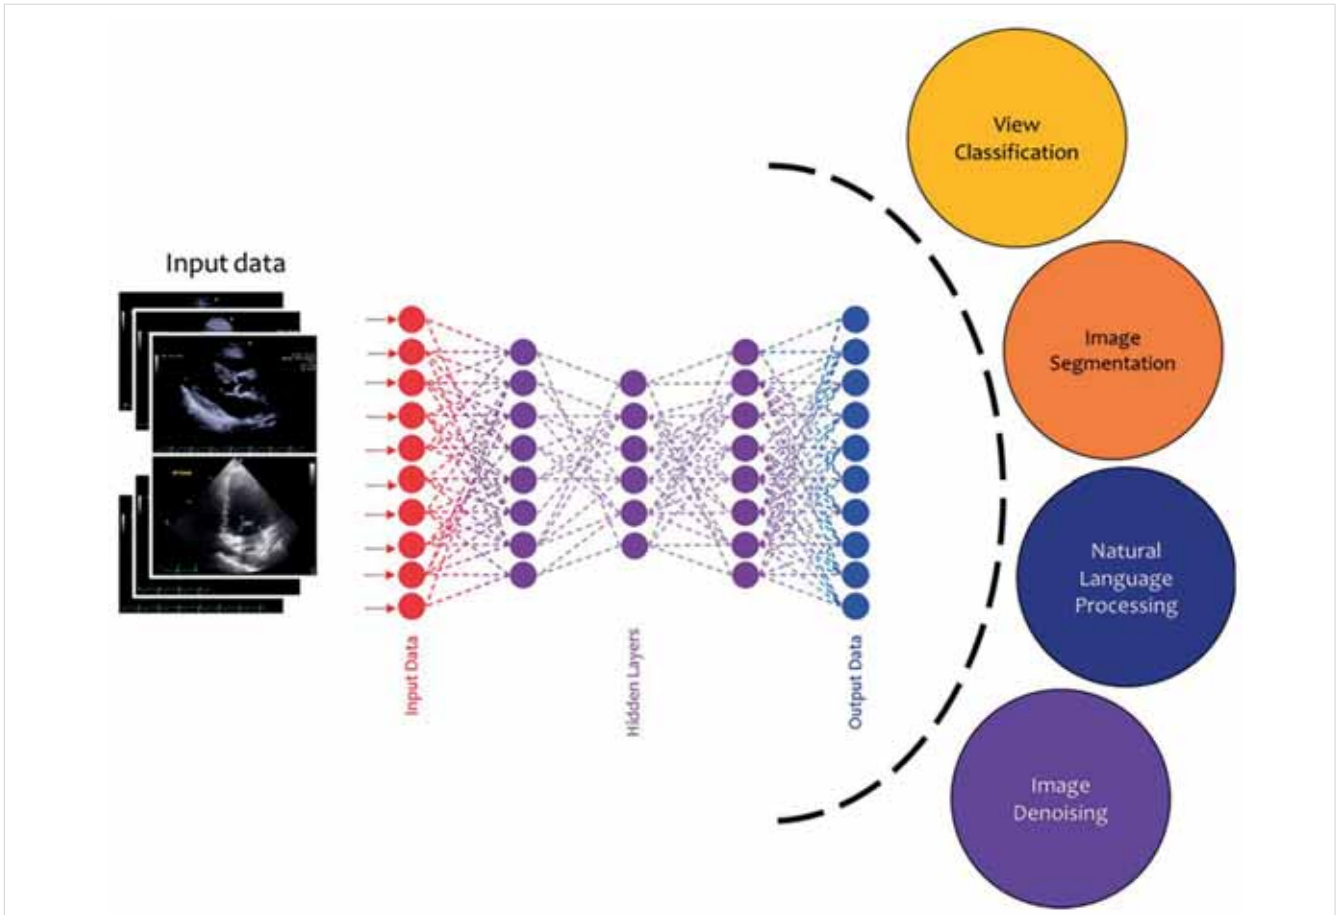 View
Classification
Input data
Image
Segmentation
Natural
Language
Processing
Input Data
Hidden Layers
Output Data
Image
Denoising